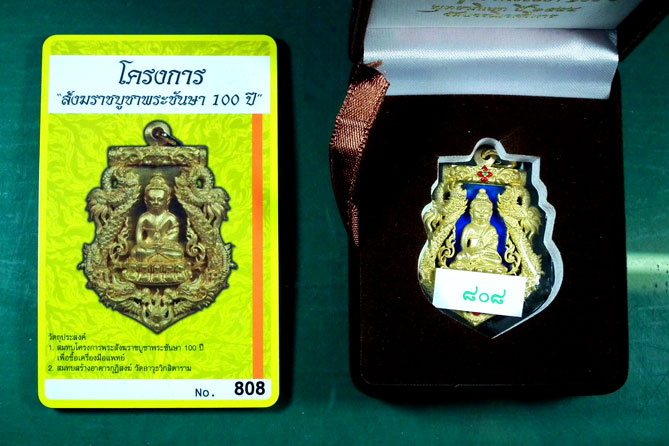 โครงการ
"สังฆราชบูชาพระชันษา 100 ปี"
วัตถุประสงค์
1. สมทบโครงการพระสังฆราชบูชาพระชันษา 100 ปี
เพื่อซื้อเครื่องมือแพทย์
2. สมทบสร้างอาคารกุฏิสงฆ์ วัดอาวุธวิกสิตาราม
No. 808
๘๐๘